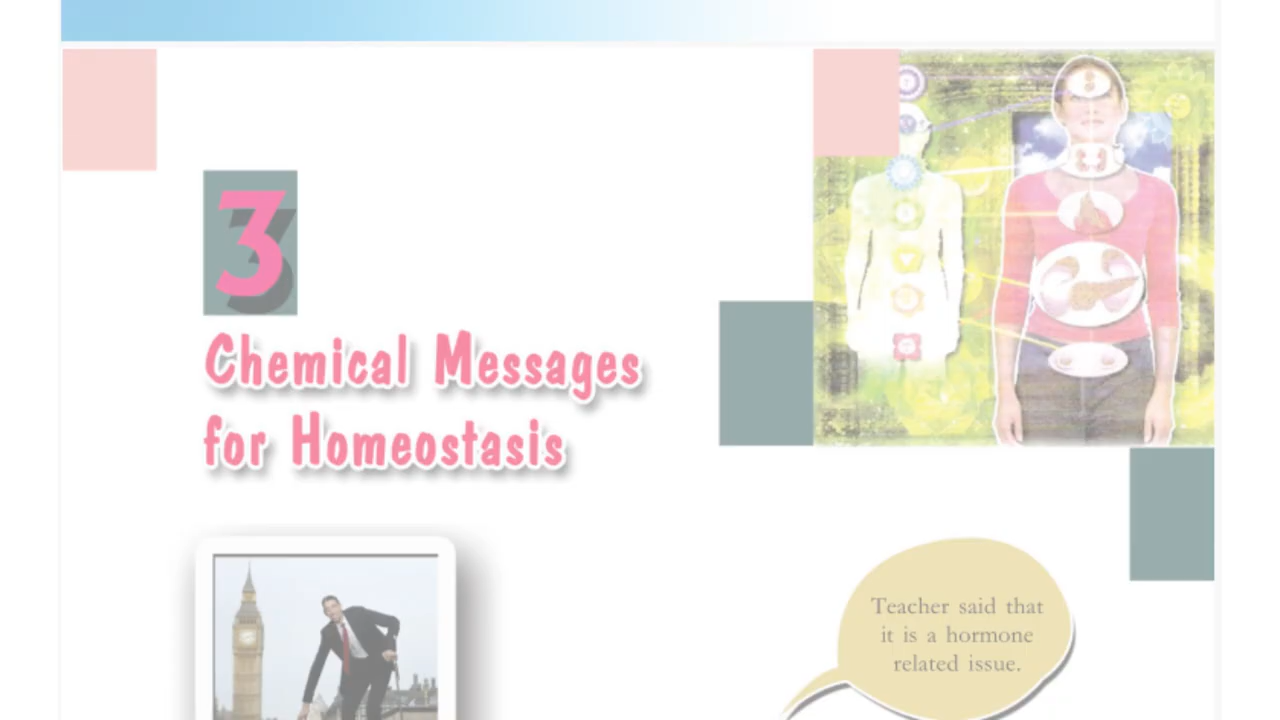 3
Chemical Messages
for Homeostasis
Teacher said that
it is a hormone
related issue.